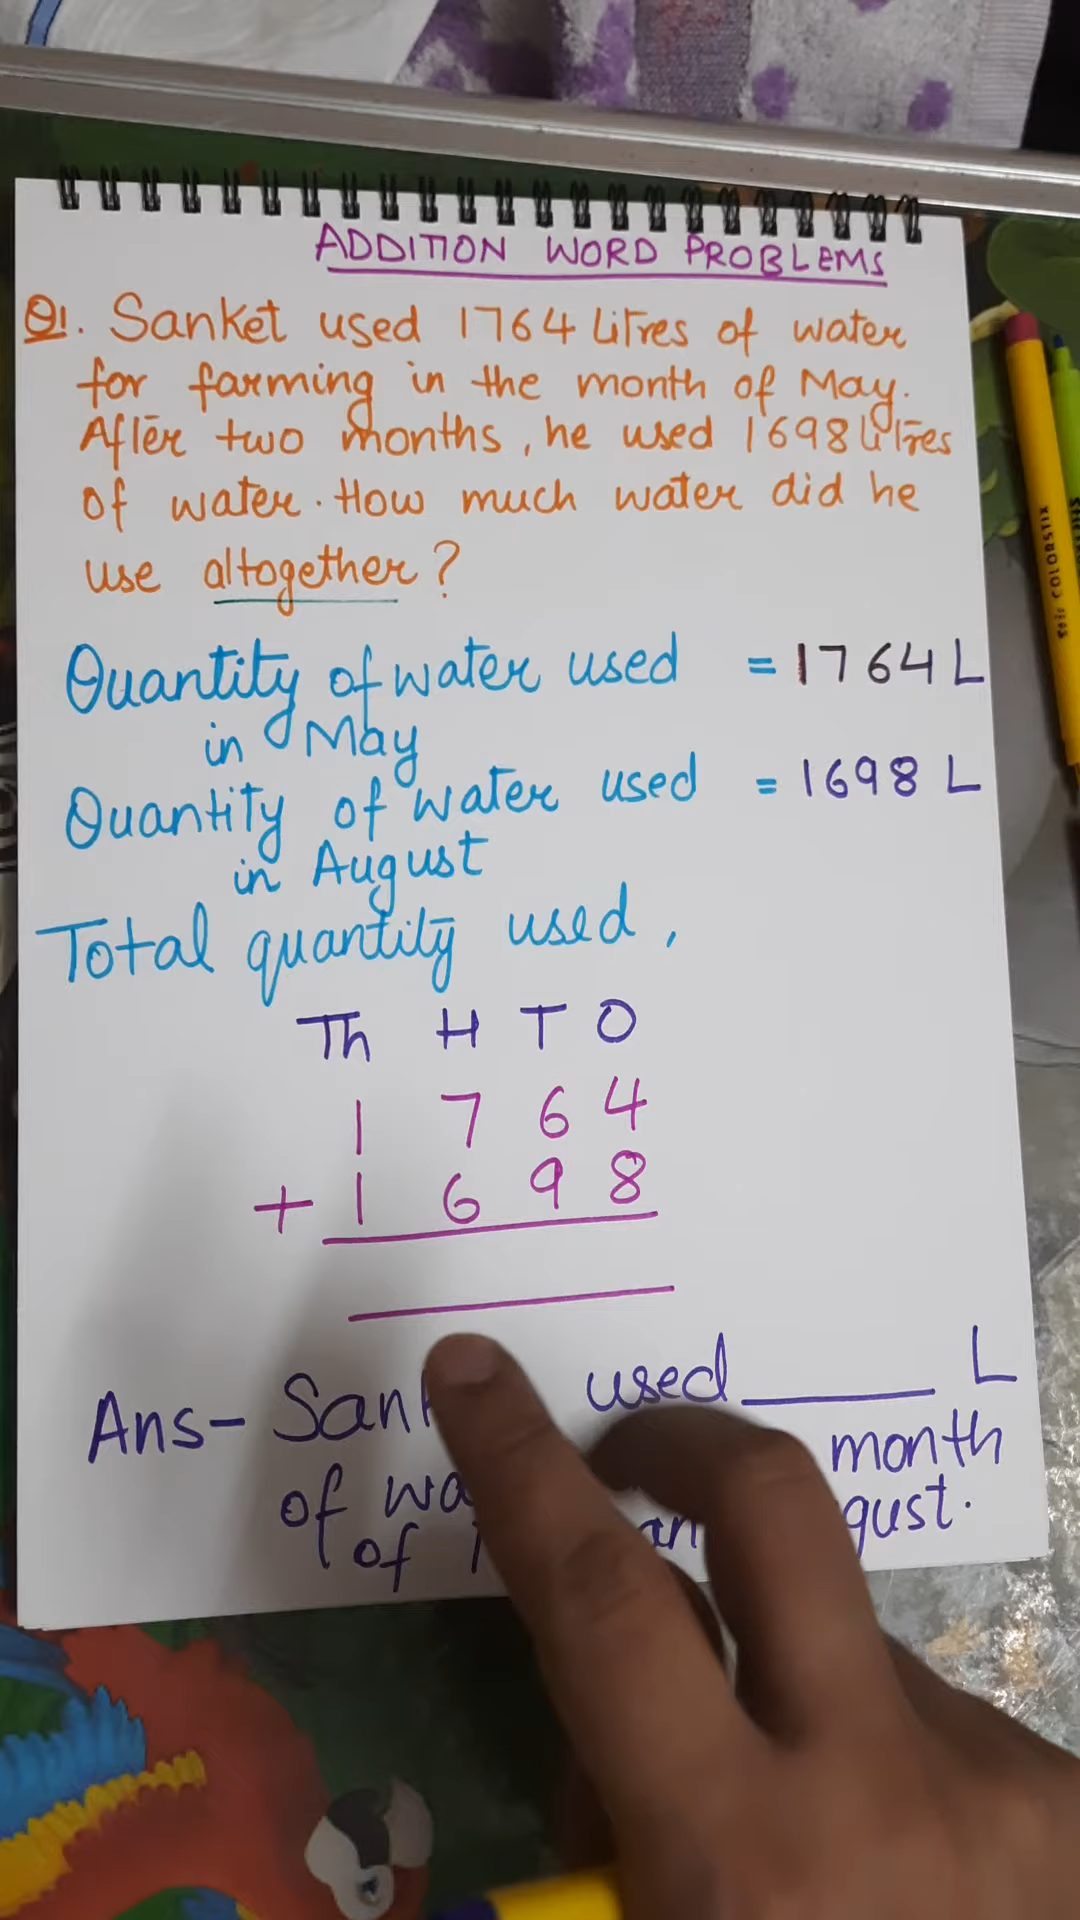 ADDITION WORD PROBLEMS
Q1. Sanket used 1764 Litres of water
for farming in the month of May.
After two months, he used 1698 Litres
of water. How much water did he
use altogether?
Quantity of water used = 1764 L
in May
Quantity of water used = 1698 L
in August
Total quantity used,
Th H T O
1 7 6 4
+ 1 6 9 8
Ans- used ______ L
of month
of
COLORSTIX